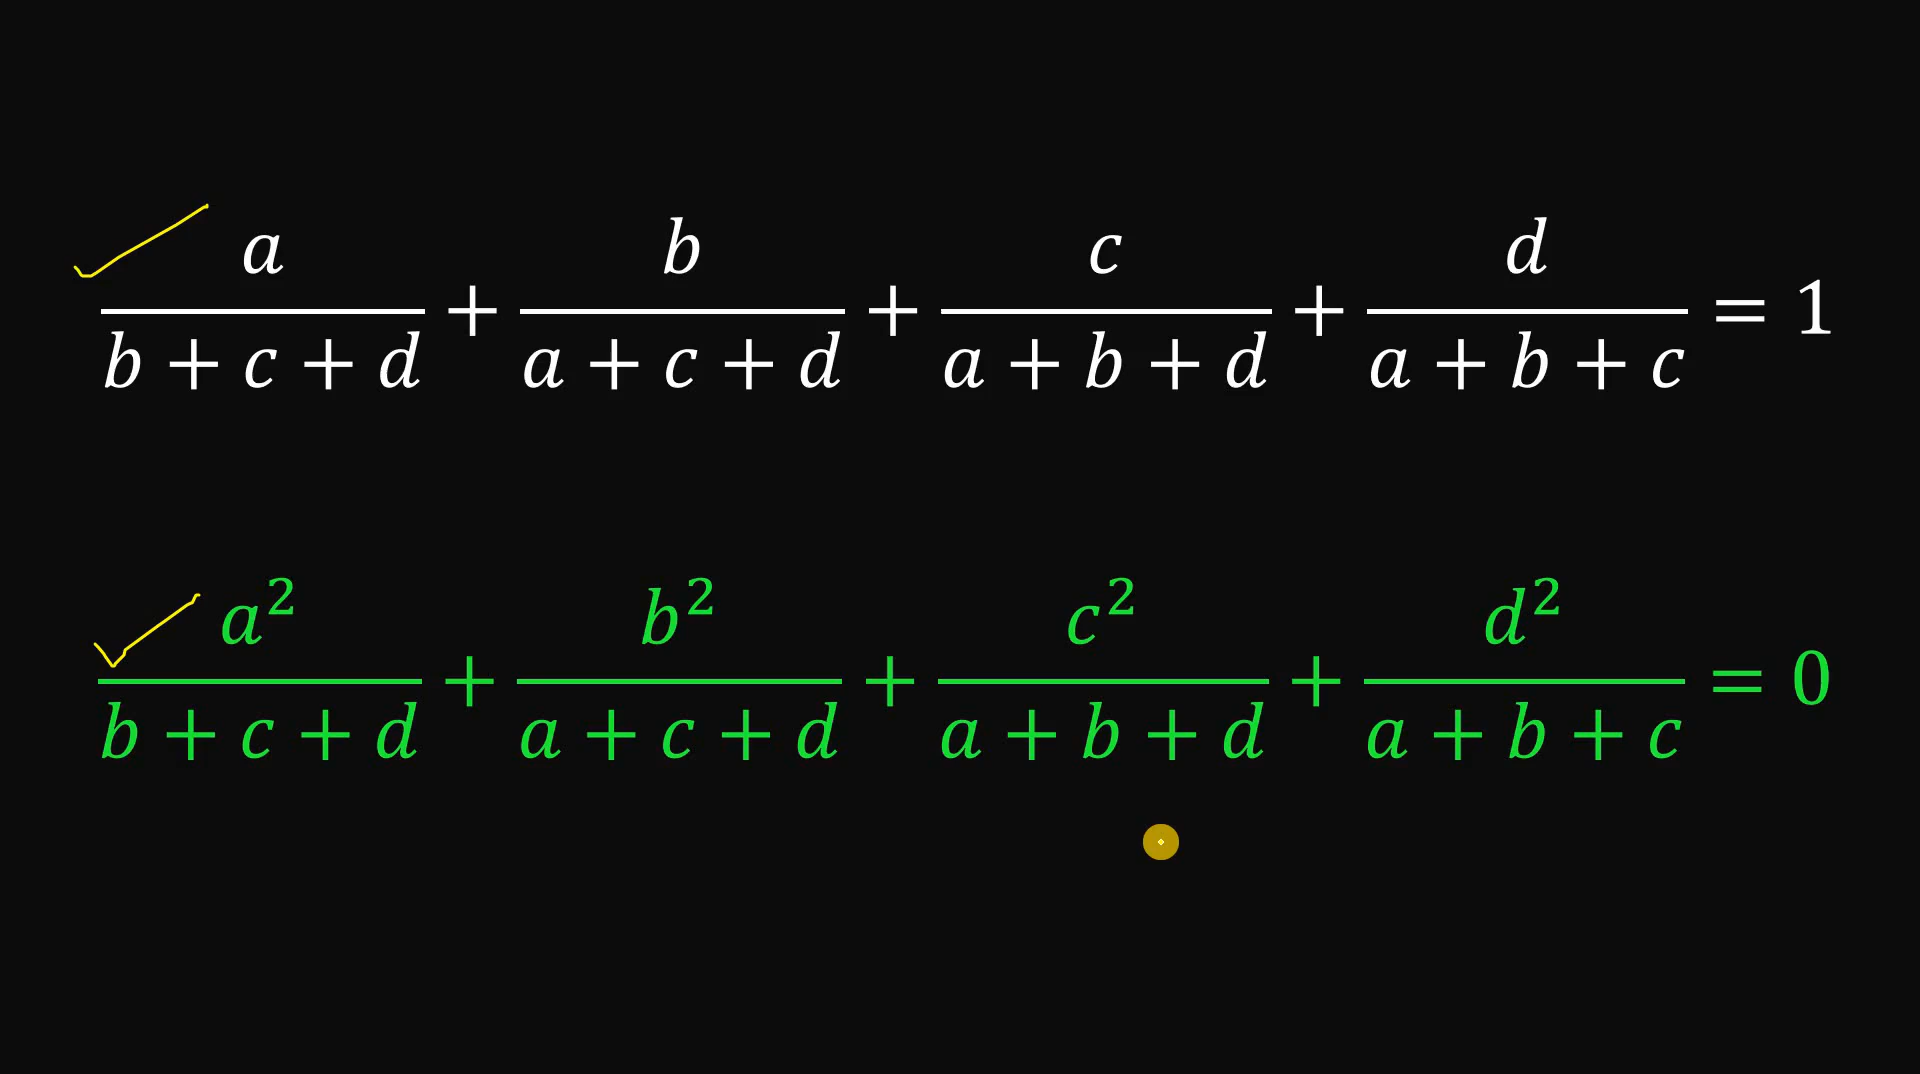 a/(b + c + d) + b/(a + c + d) + c/(a + b + d) + d/(a + b + c) = 1
a²/(b + c + d) + b²/(a + c + d) + c²/(a + b + d) + d²/(a + b + c) = 0